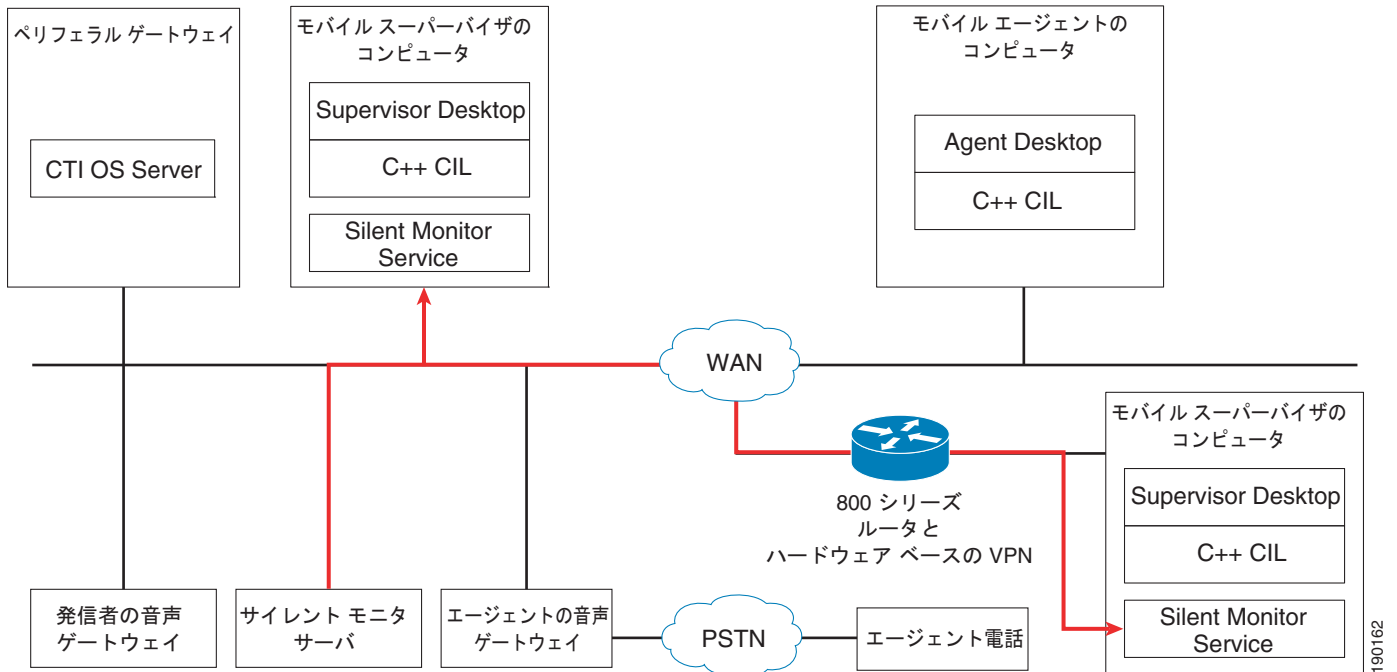 ペリフェラル ゲートウェイ
CTI OS Server
モバイル スーパーバイザの
コンピュータ
Supervisor Desktop
C++ CIL
Silent Monitor
Service
モバイル エージェントの
コンピュータ
Agent Desktop
C++ CIL
WAN
800 シリーズ
ルータと
ハードウェア ベースの VPN
モバイル スーパーバイザの
コンピュータ
Supervisor Desktop
C++ CIL
Silent Monitor
Service
発信者の音声
ゲートウェイ
サイレント モニタ
サーバ
エージェントの音声
ゲートウェイ
PSTN
エージェント電話
190162